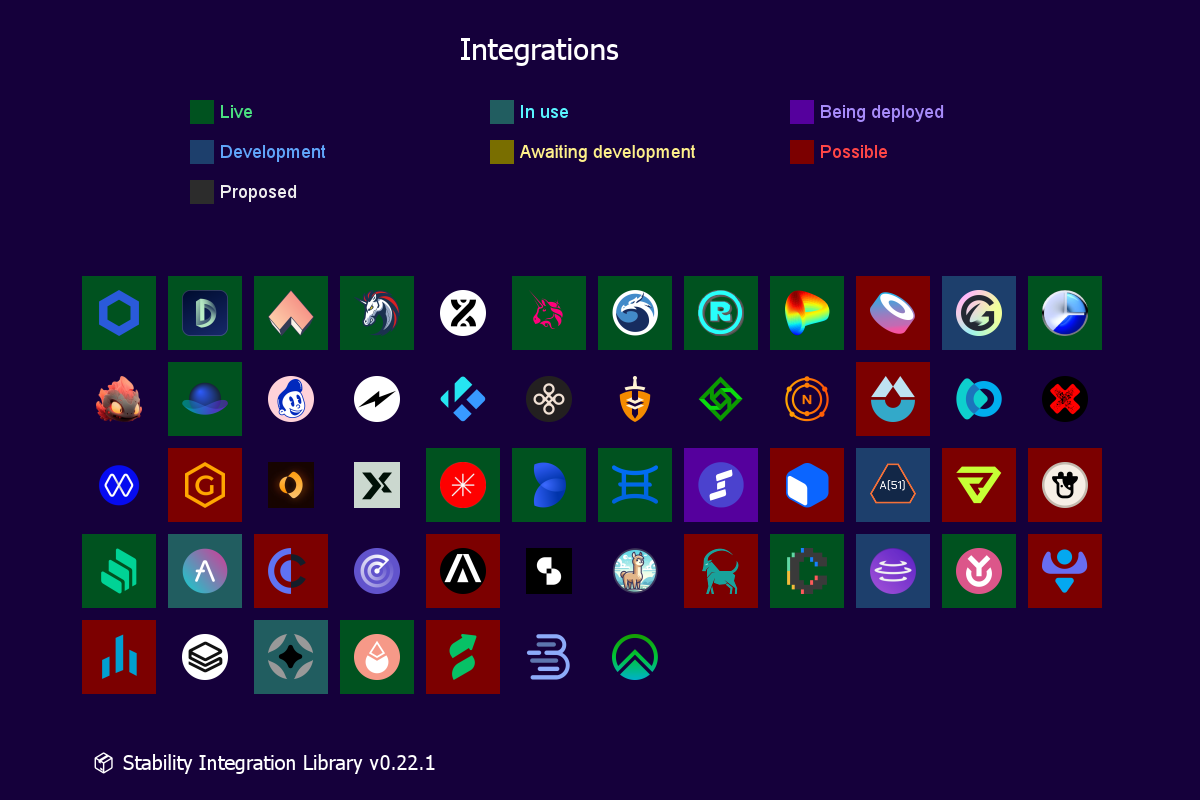 Integrations
Live
In use
Being deployed
Development
Awaiting development
Possible
Proposed
R
N
G
A[51]
Stability Integration Library v0.22.1